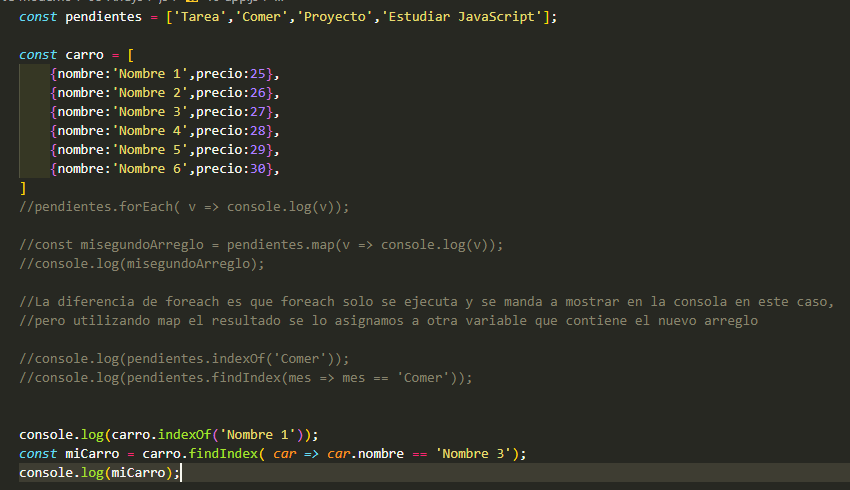 const pendientes = ['Tarea','Comer','Proyecto','Estudiar JavaScript'];
const carro = [
{nombre:'Nombre 1',precio:25},
{nombre:'Nombre 2',precio:26},
{nombre:'Nombre 3',precio:27},
{nombre:'Nombre 4',precio:28},
{nombre:'Nombre 5',precio:29},
{nombre:'Nombre 6',precio:30},
]
//pendientes.forEach( v => console.log(v));
//const misegundoArreglo = pendientes.map(v => console.log(v));
//console.log(misegundoArreglo);
//La diferencia de foreach es que foreach solo se ejecuta y se manda a mostrar en la consola en este caso,
//pero utilizando map el resultado se lo asignamos a otra variable que contiene el nuevo arreglo
//console.log(pendientes.indexOf('Comer'));
//console.log(pendientes.findIndex(mes => mes == 'Comer'));
console.log(carro.indexOf('Nombre 1'));
const miCarro = carro.findIndex( car => car.nombre == 'Nombre 3');
console.log(miCarro);